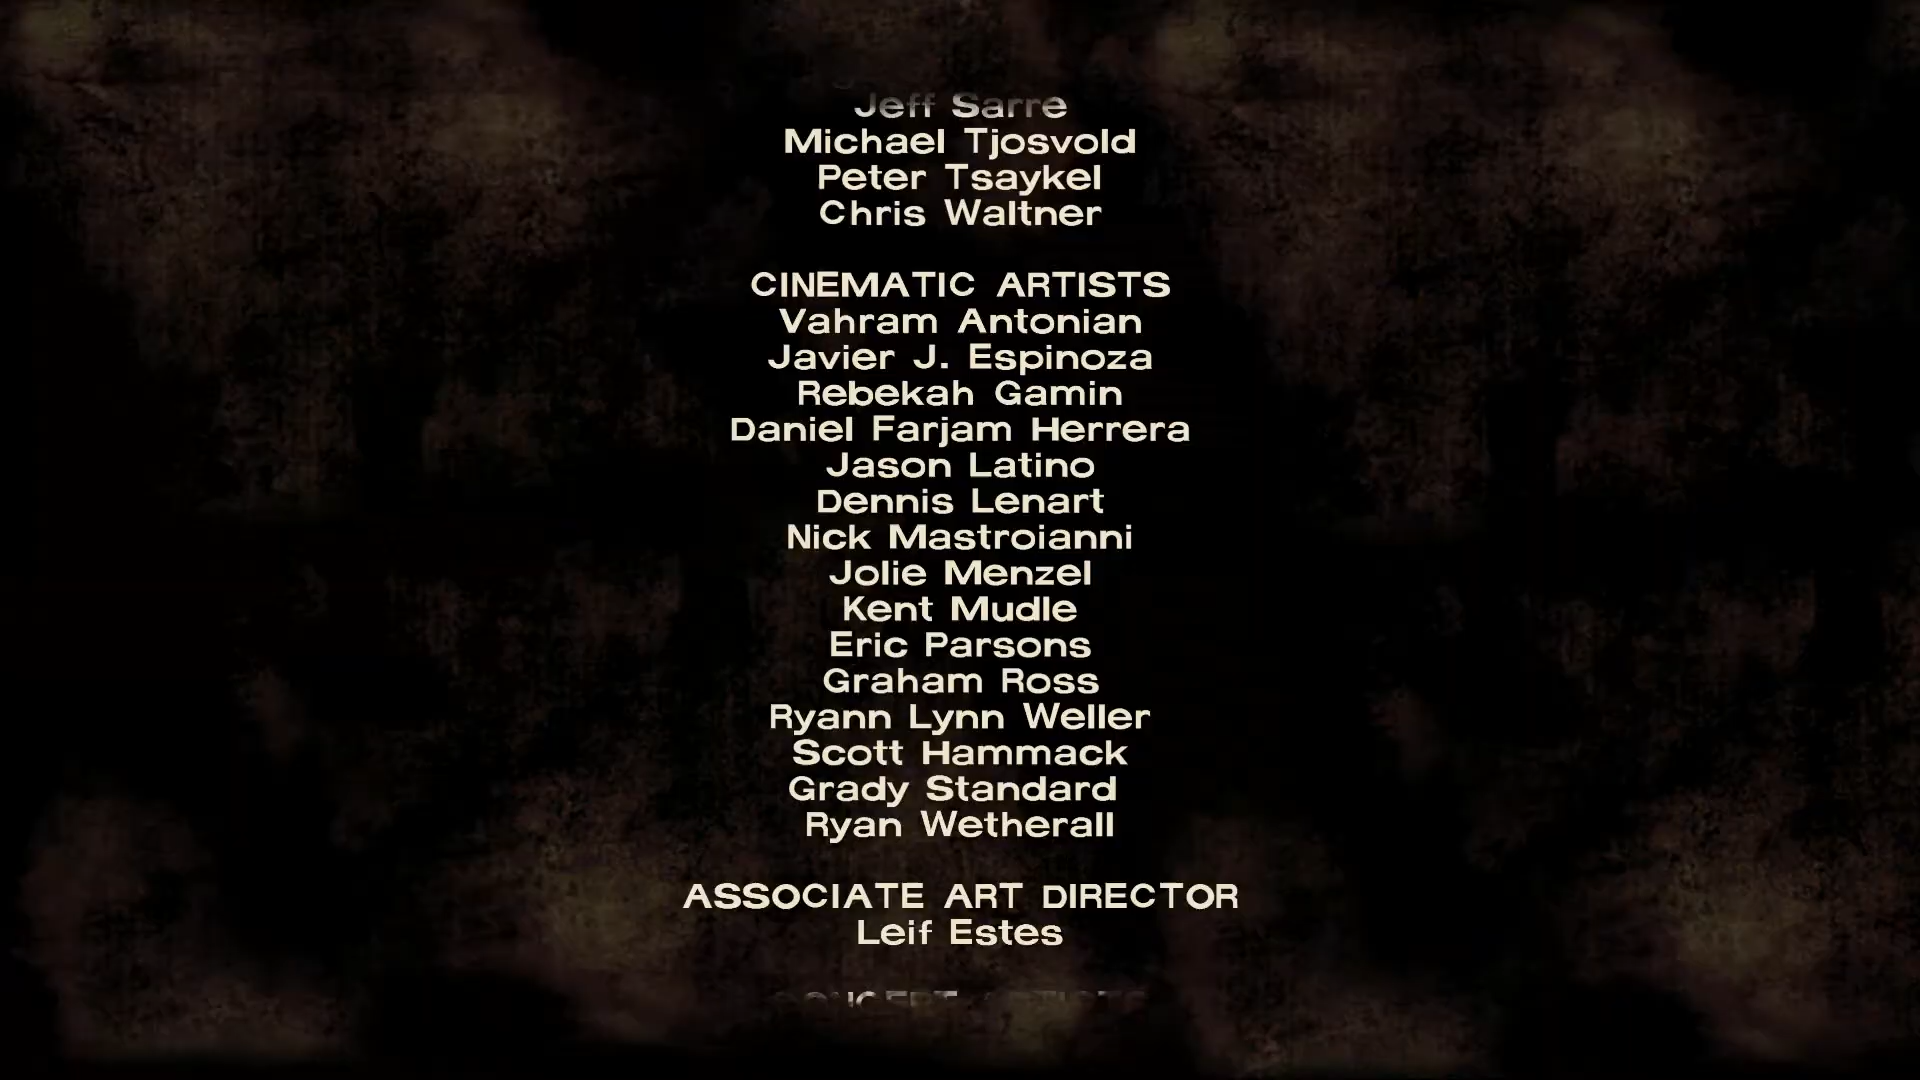 Jeff Sarre
Michael Tjosvold
Peter Tsaykel
Chris Waltner
CINEMATIC ARTISTS
Vahram Antonian
Javier J. Espinoza
Rebekah Gamin
Daniel Farjam Herrera
Jason Latino
Dennis Lenart
Nick Mastroianni
Jolie Menzel
Kent Mudle
Eric Parsons
Graham Ross
Ryann Lynn Weller
Scott Hammack
Grady Standard
Ryan Wetherall
ASSOCIATE ART DIRECTOR
Leif Estes
CONCEPT ARTISTS